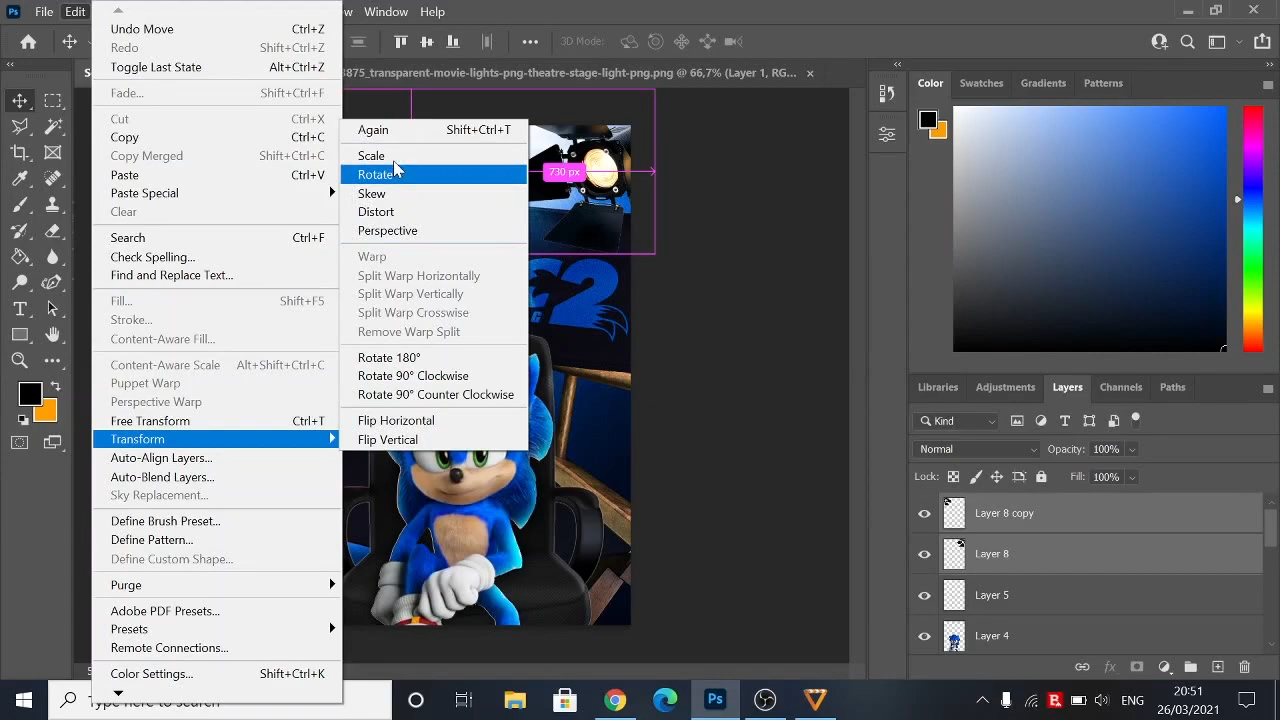 Ps File Edit w Window Help
3D Mode:
S 3875_transparent-movie-lights-png-theatre-stage-light-png.png @ 66,7% (Layer 1, RG... ×
Undo Move Ctrl+Z
Redo Shift+Ctrl+Z
Toggle Last State Alt+Ctrl+Z
Fade... Shift+Ctrl+F
Cut Ctrl+X
Copy Ctrl+C
Copy Merged Shift+Ctrl+C
Paste Ctrl+V
Paste Special
Clear
Search Ctrl+F
Check Spelling...
Find and Replace Text...
Fill... Shift+F5
Stroke...
Content-Aware Fill...
Content-Aware Scale Alt+Shift+Ctrl+C
Puppet Warp
Perspective Warp
Free Transform Ctrl+T
Transform
Auto-Align Layers...
Auto-Blend Layers...
Sky Replacement...
Define Brush Preset...
Define Pattern...
Define Custom Shape...
Purge
Adobe PDF Presets...
Presets
Remote Connections...
Color Settings... Shift+Ctrl+K
Again Shift+Ctrl+T
Scale
Rotate
Skew
Distort
Perspective
Warp
Split Warp Horizontally
Split Warp Vertically
Split Warp Crosswise
Remove Warp Split
Rotate 180°
Rotate 90° Clockwise
Rotate 90° Counter Clockwise
Flip Horizontal
Flip Vertical
730 px
C2
G
Color Swatches Gradients Patterns
Libraries Adjustments Layers Channels Paths
Kind
Normal Opacity: 100%
Lock: Fill: 100%
Layer 8 copy
Layer 8
Layer 5
Layer 4
5
Type here to search
Ps
ENG
20:51
26/03/2021